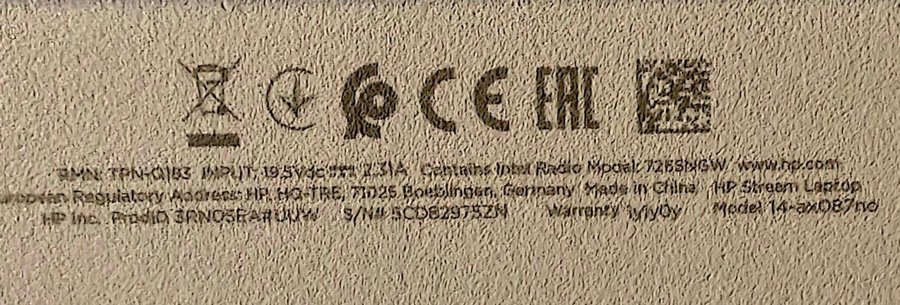 CE EAC
RMN: TPN-Q183 INPUT: 19.5Vdc 2.31A Contains Intel Radio Model: 7265NGW www.hp.com
Regulatory Address: HP, HQ-TRE, 71025 Boeblingen, Germany Made in China HP Stream Laptop
HP Inc. ProdID 3RN05EA#UUW S/N# Warranty 1y1y0y Model 14-ax087no